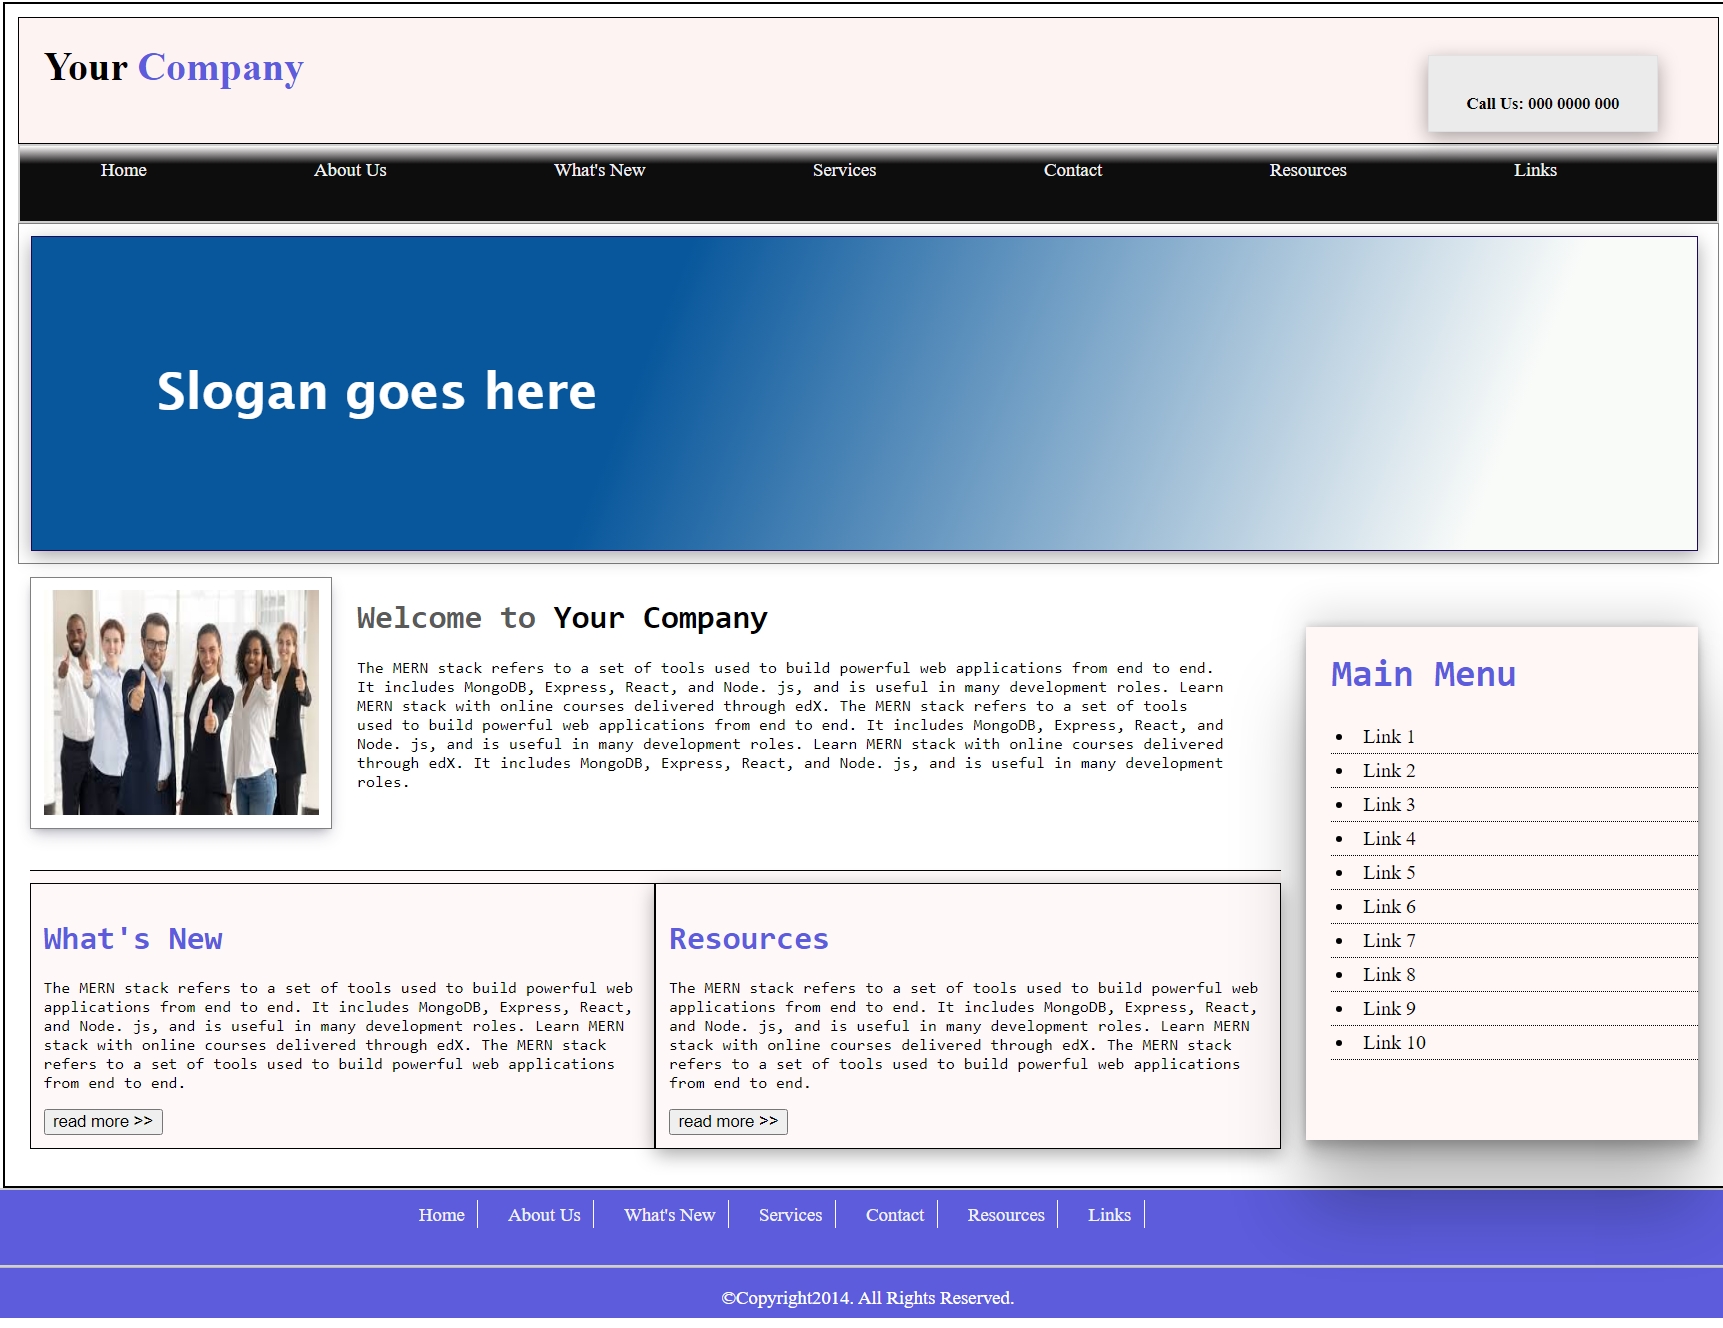 Your Company
Call Us: 000 0000 000
Home About Us What's New Services Contact Resources Links
Slogan goes here
Welcome to Your Company
The MERN stack refers to a set of tools used to build powerful web applications from end to end.
It includes MongoDB, Express, React, and Node. js, and is useful in many development roles. Learn
MERN stack with online courses delivered through edX. The MERN stack refers to a set of tools
used to build powerful web applications from end to end. It includes MongoDB, Express, React, and
Node. js, and is useful in many development roles. Learn MERN stack with online courses delivered
through edX. It includes MongoDB, Express, React, and Node. js, and is useful in many development
roles.
Main Menu
Link 1
Link 2
Link 3
Link 4
Link 5
Link 6
Link 7
Link 8
Link 9
Link 10
What's New
The MERN stack refers to a set of tools used to build powerful web
applications from end to end. It includes MongoDB, Express, React,
and Node. js, and is useful in many development roles. Learn MERN
stack with online courses delivered through edX. The MERN stack
refers to a set of tools used to build powerful web applications
from end to end.
read more >>
Resources
The MERN stack refers to a set of tools used to build powerful web
applications from end to end. It includes MongoDB, Express, React,
and Node. js, and is useful in many development roles. Learn MERN
stack with online courses delivered through edX. The MERN stack
refers to a set of tools used to build powerful web applications
from end to end.
read more >>
Home About Us What's New Services Contact Resources Links
©Copyright2014. All Rights Reserved.